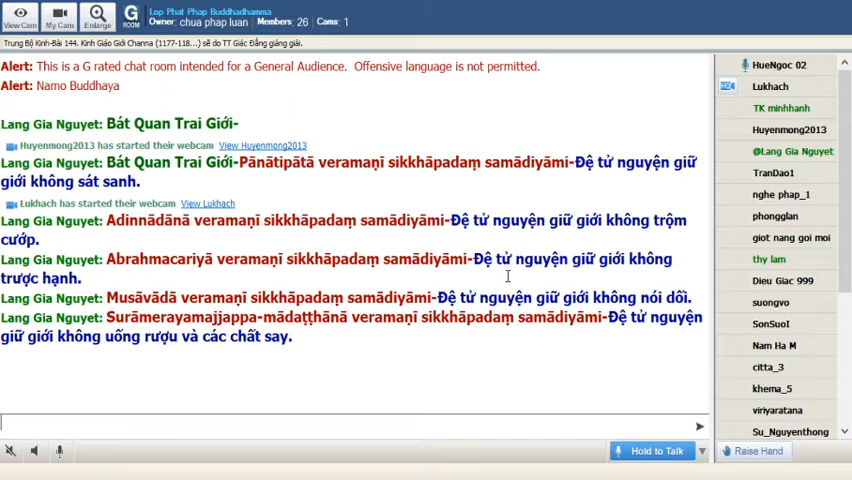 View Cam
My Cam
Enlarge
G
ROOM
Lop Phat Phap Buddhadhamma
Owner: chua phap luan Members: 26 Cams: 1
Trung Bộ Kinh-Bài 144. Kinh Giáo Giới Channa (1177-118...) sẽ do TT Giác Đẳng giảng giải.
Alert: This is a G rated chat room intended for a General Audience. Offensive language is not permitted.
Alert: Namo Buddhaya
Lang Gia Nguyet: Bát Quan Trai Giới-
Huyenmong2013 has started their webcam View Huyenmong2013
Lang Gia Nguyet: Bát Quan Trai Giới-Pānātipātā veramaṇī sikkhāpadaṃ samādiyāmi-Đệ tử nguyện giữ
giới không sát sanh.
Lukhach has started their webcam View Lukhach
Lang Gia Nguyet: Adinnādānā veramaṇī sikkhāpadaṃ samādiyāmi-Đệ tử nguyện giữ giới không trộm
cướp.
Lang Gia Nguyet: Abrahmacariyā veramaṇī sikkhāpadaṃ samādiyāmi-Đệ tử nguyện giữ giới không
trược hạnh.
Lang Gia Nguyet: Musāvādā veramaṇī sikkhāpadaṃ samādiyāmi-Đệ tử nguyện giữ giới không nói dối.
Lang Gia Nguyet: Surāmerayamajjappa-mādaṭṭhānā veramaṇī sikkhāpadaṃ samādiyāmi-Đệ tử nguyện
giữ giới không uống rượu và các chất say.
Hold to Talk
HueNgoc 02
Lukhach
TK minhhanh
Huyenmong2013
@Lang Gia Nguyet
TranDao1
nghe phap_1
phongglan
giot nang goi moi
thy lam
Dieu Giac 999
suongvo
SonSuoI
Nam Ha M
citta_3
khema_5
viriyaratana
Su_Nguyenthong
Raise Hand